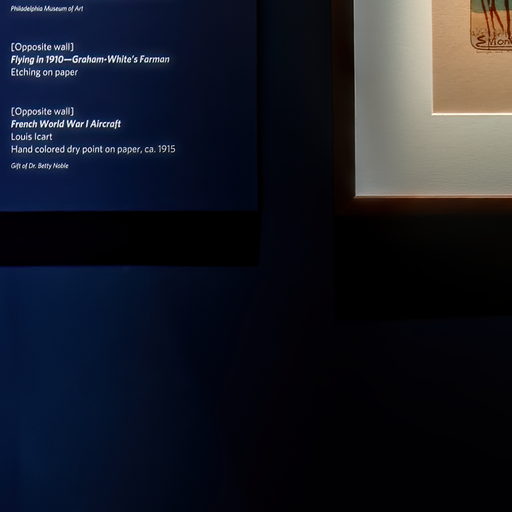 Philadelphia Museum of Art
[Opposite wall]
Flying in 1910—Graham-White's Farman
Etching on paper
[Opposite wall]
French World War I Aircraft
Louis Icart
Hand colored dry point on paper, ca. 1915
Gift of Dr. Betty Noble